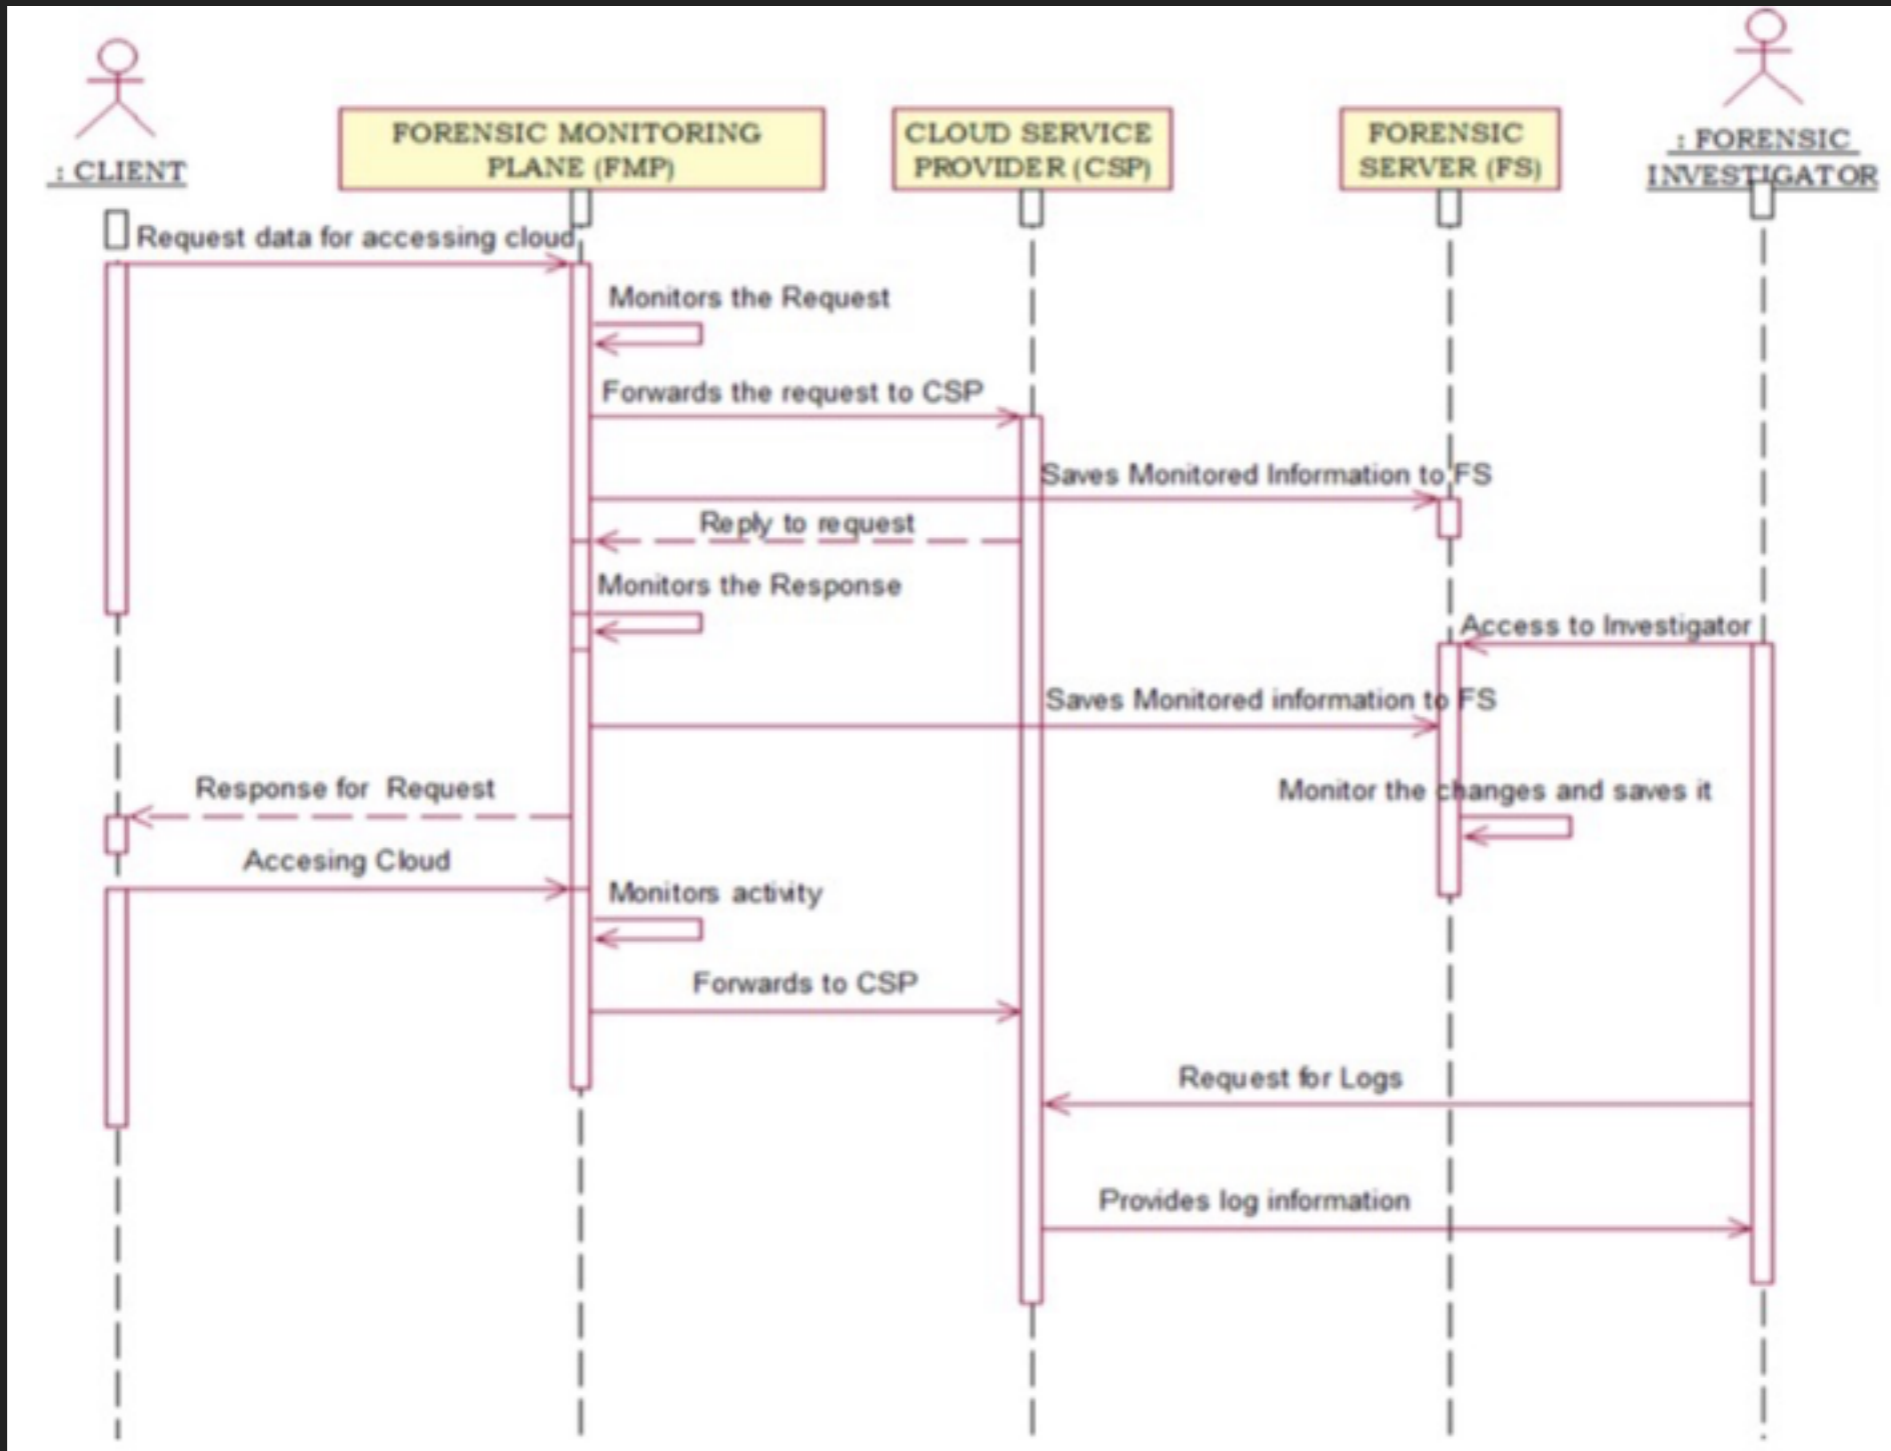 : CLIENT
FORENSIC MONITORING
PLANE (FMP)
CLOUD SERVICE
PROVIDER (CSP)
FORENSIC
SERVER (FS)
: FORENSIC
INVESTIGATOR
Request data for accessing cloud
Monitors the Request
Forwards the request to CSP
Saves Monitored Information to FS
Reply to request
Monitors the Response
Access to Investigator
Saves Monitored information to FS
Response for Request
Monitor the changes and saves it
Accesing Cloud
Monitors activity
Forwards to CSP
Request for Logs
Provides log information